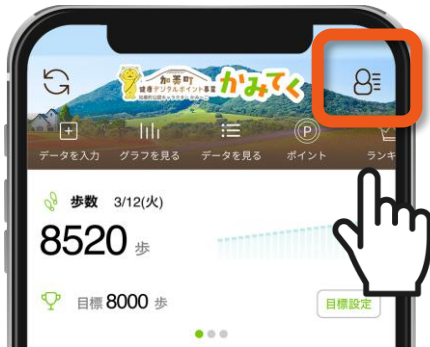 加美町
健康デジタルポイント事業
かみてく
データを入力 グラフを見る データを見る ポイント ランキ
歩数 3/12(火)
8520 歩
目標 8000 歩
目標設定